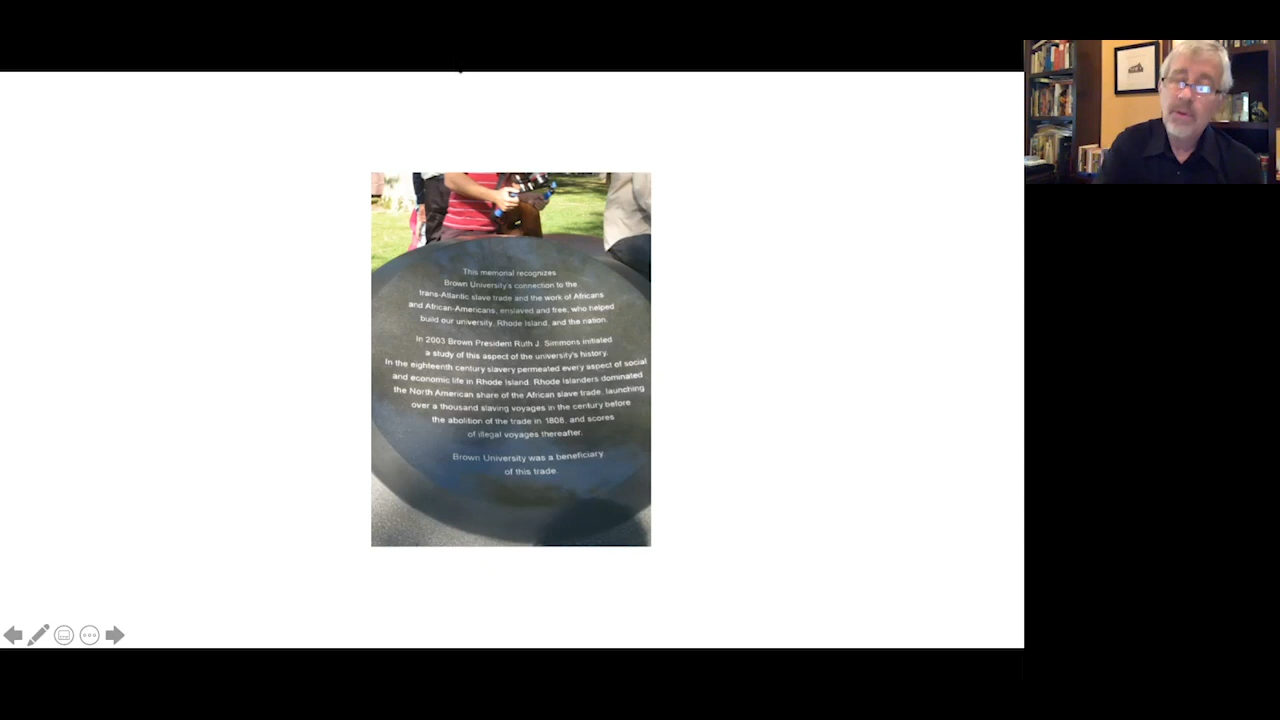 This memorial recognizes
Brown University's connection to the
trans-Atlantic slave trade and the work of Africans
and African-Americans, enslaved and free, who helped
build our university, Rhode Island, and the nation.
In 2003 Brown President Ruth J. Simmons initiated
a study of this aspect of the university's history.
In the eighteenth century slavery permeated every aspect of social
and economic life in Rhode Island. Rhode Islanders dominated
the North American share of the African slave trade, launching
over a thousand slaving voyages in the century before
the abolition of the trade in 1808, and scores
of illegal voyages thereafter.
Brown University was a beneficiary
of this trade.